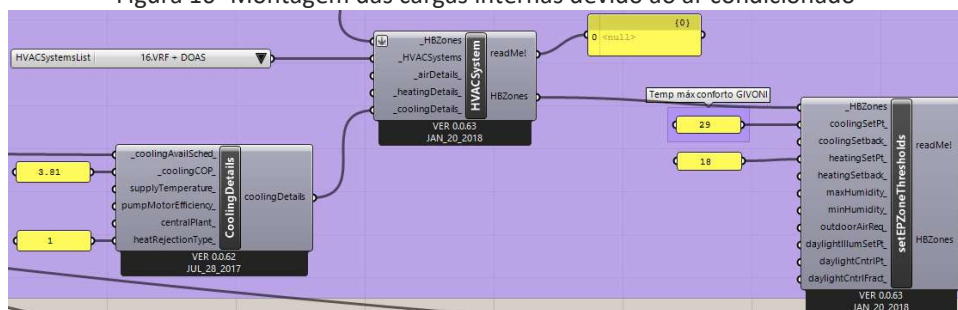 Figura 10- Montagem das cargas internas devido ao ar condicionado
HVACSystemsList
16.VRF + DOAS
_HBZones
_HVACSystems
_airDetails_
_heatingDetails_
_coolingDetails_
HVACSystem
readMe!
HBZones
VER 0.0.63
JAN_20_2018
{0}
0 <null>
Temp máx conforto GIVONI
29
18
3.81
1
_coolingAvailSched_
_coolingCOP_
supplyTemperature_
pumpMotorEfficiency_
centralPlant_
heatRejectionType_
CoolingDetails
coolingDetails
VER 0.0.62
JUL_28_2017
_HBZones
coolingSetPt_
coolingSetback_
heatingSetPt_
heatingSetback_
maxHumidity_
minHumidity_
outdoorAirReq_
daylightIllumSetPt_
daylightCntrlPt_
daylightCntrlFract_
setEPZoneThresholds
readMe!
HBZones
VER 0.0.63
JAN_20_2018